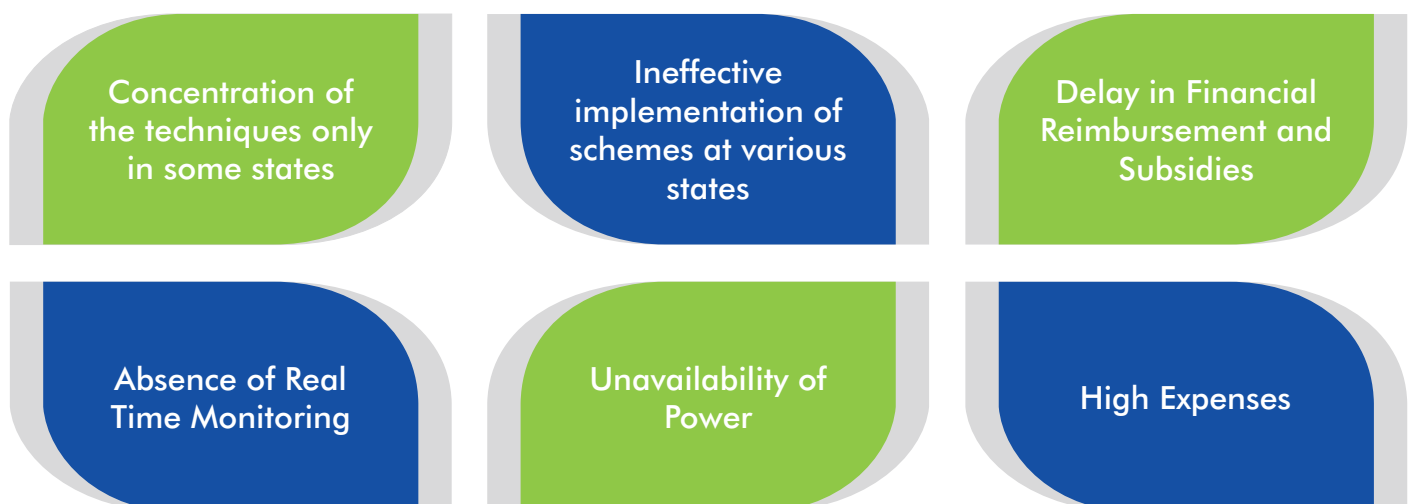 Concentration of
the techniques only
in some states
Ineffective
implementation of
schemes at various
states
Delay in Financial
Reimbursement and
Subsidies
Absence of Real
Time Monitoring
Unavailability of
Power
High Expenses